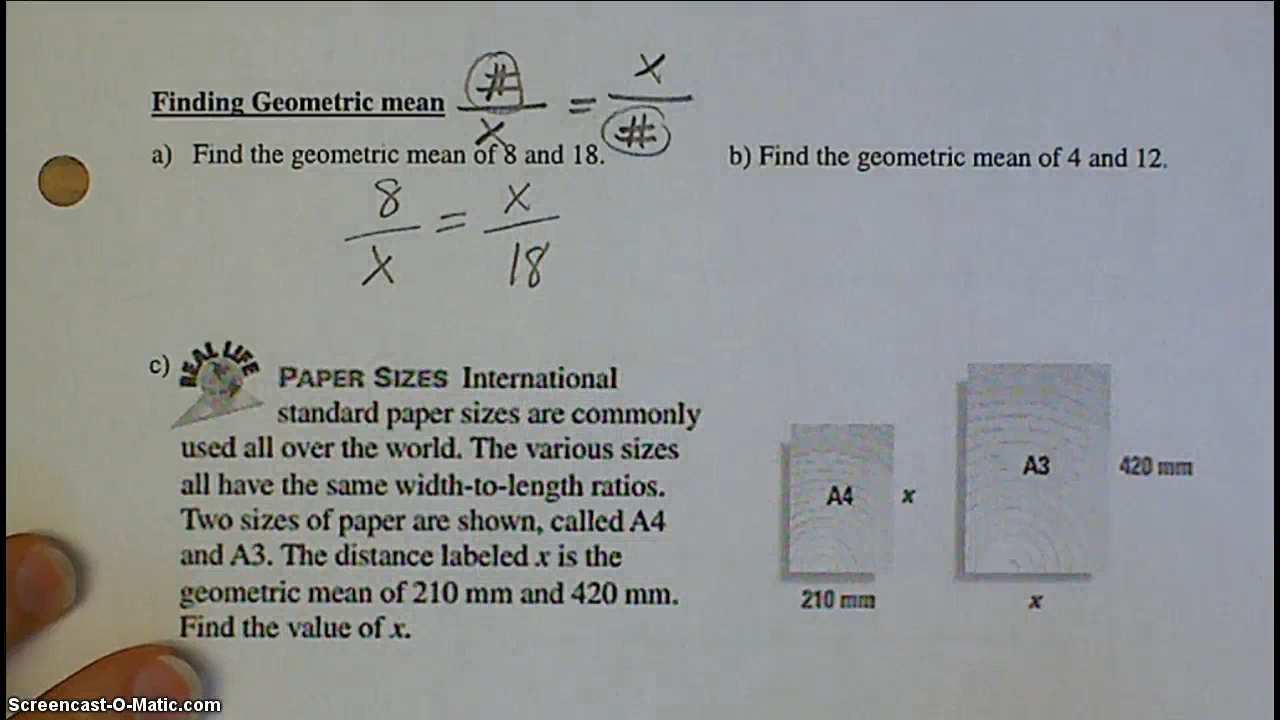 Finding Geometric mean # / x = x / #
a) Find the geometric mean of 8 and 18.
8 / x = x / 18
b) Find the geometric mean of 4 and 12.
c) REAL LIFE PAPER SIZES International
standard paper sizes are commonly
used all over the world. The various sizes
all have the same width-to-length ratios.
Two sizes of paper are shown, called A4
and A3. The distance labeled x is the
geometric mean of 210 mm and 420 mm.
Find the value of x.
A4
x
210 mm
A3
420 mm
x
Screencast-O-Matic.com